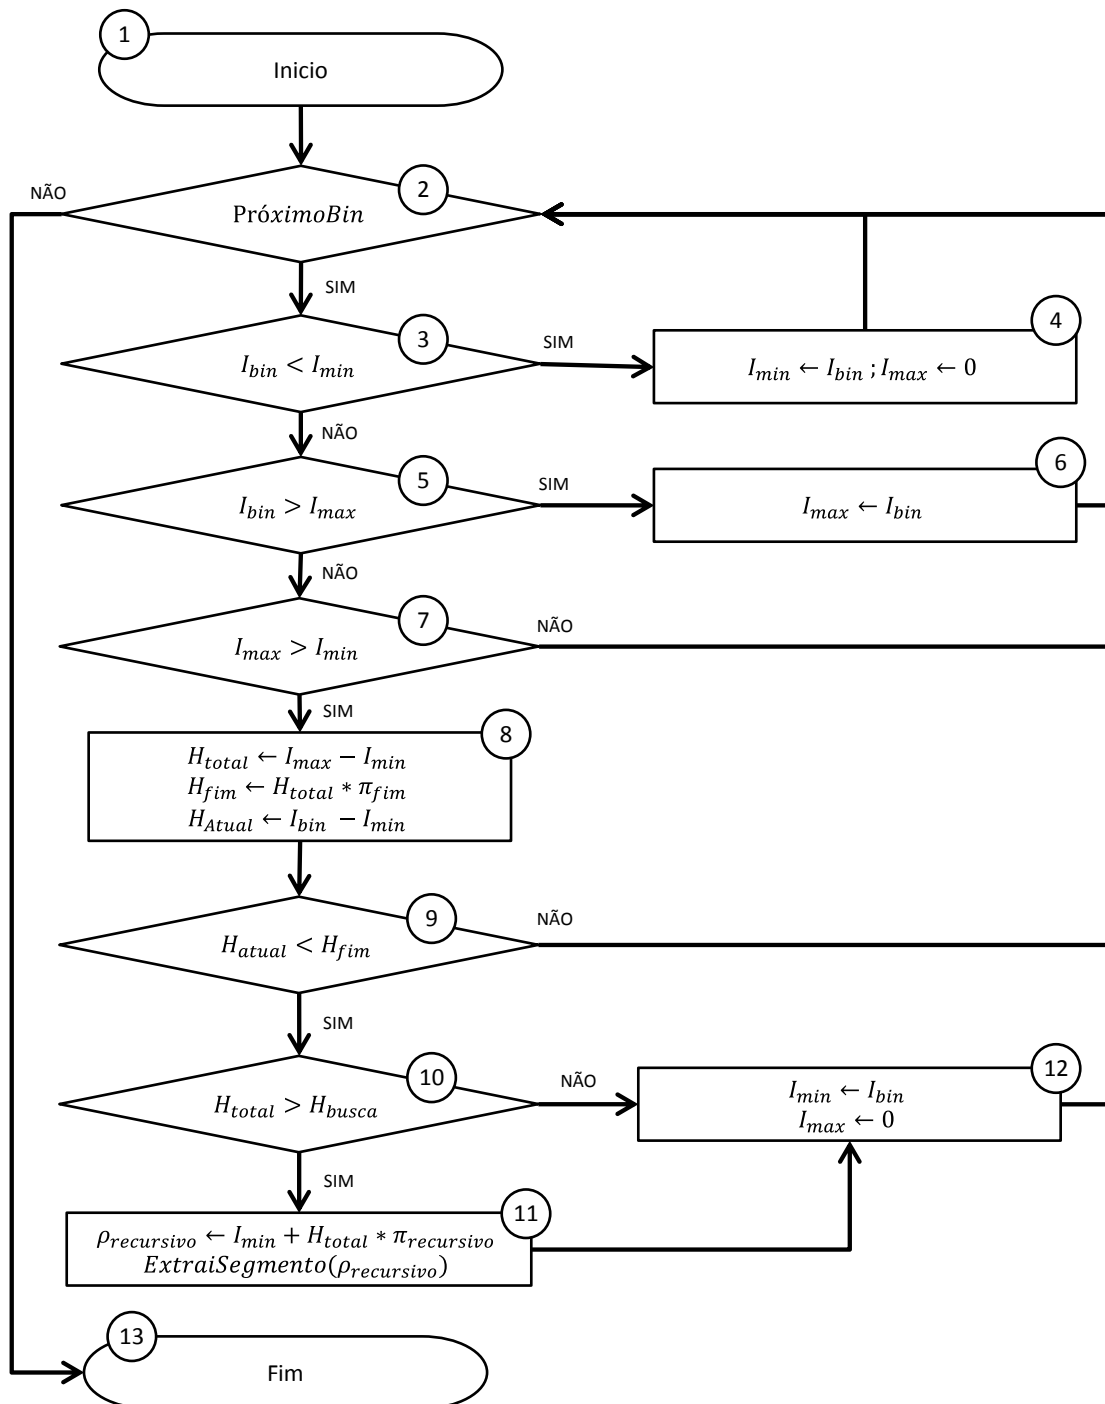 1
Inicio
NÃO
2
PróximoBin
SIM
3
I_bin < I_min
SIM
4
I_min ← I_bin ; I_max ← 0
NÃO
5
I_bin > I_max
SIM
6
I_max ← I_bin
NÃO
7
I_max > I_min
NÃO
SIM
8
H_total ← I_max − I_min
H_fim ← H_total * π_fim
H_Atual ← I_bin − I_min
9
H_atual < H_fim
NÃO
SIM
10
H_total > H_busca
NÃO
12
I_min ← I_bin
I_max ← 0
SIM
11
ρ_recursivo ← I_min + H_total * π_recursivo
ExtraiSegmento(ρ_recursivo)
13
Fim